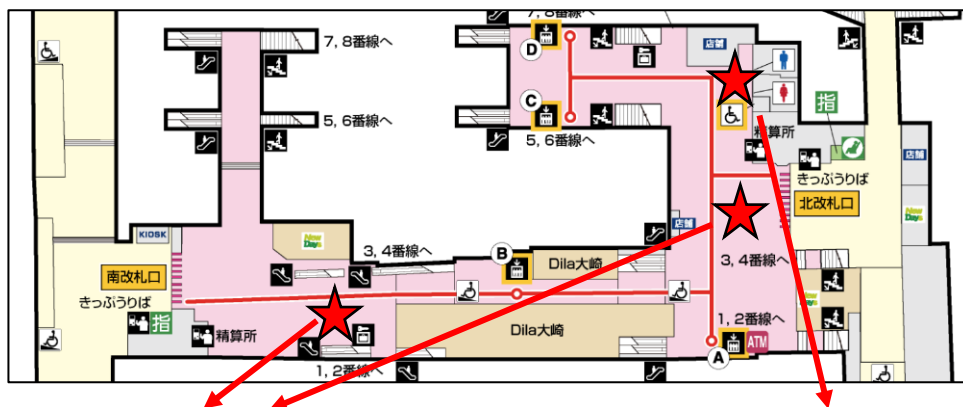 7, 8番線へ
D
店舗
7, 8番線へ
C
指
5, 6番線へ
5, 6番線へ
精算所
店舗
きっぷうりば
北改札口
KIOSK
New Days
店舗
3, 4番線へ
B
Dila大崎
3, 4番線へ
南改札口
きっぷうりば
New Days
指
精算所
Dila大崎
1, 2番線へ
ATM
A
1, 2番線へ